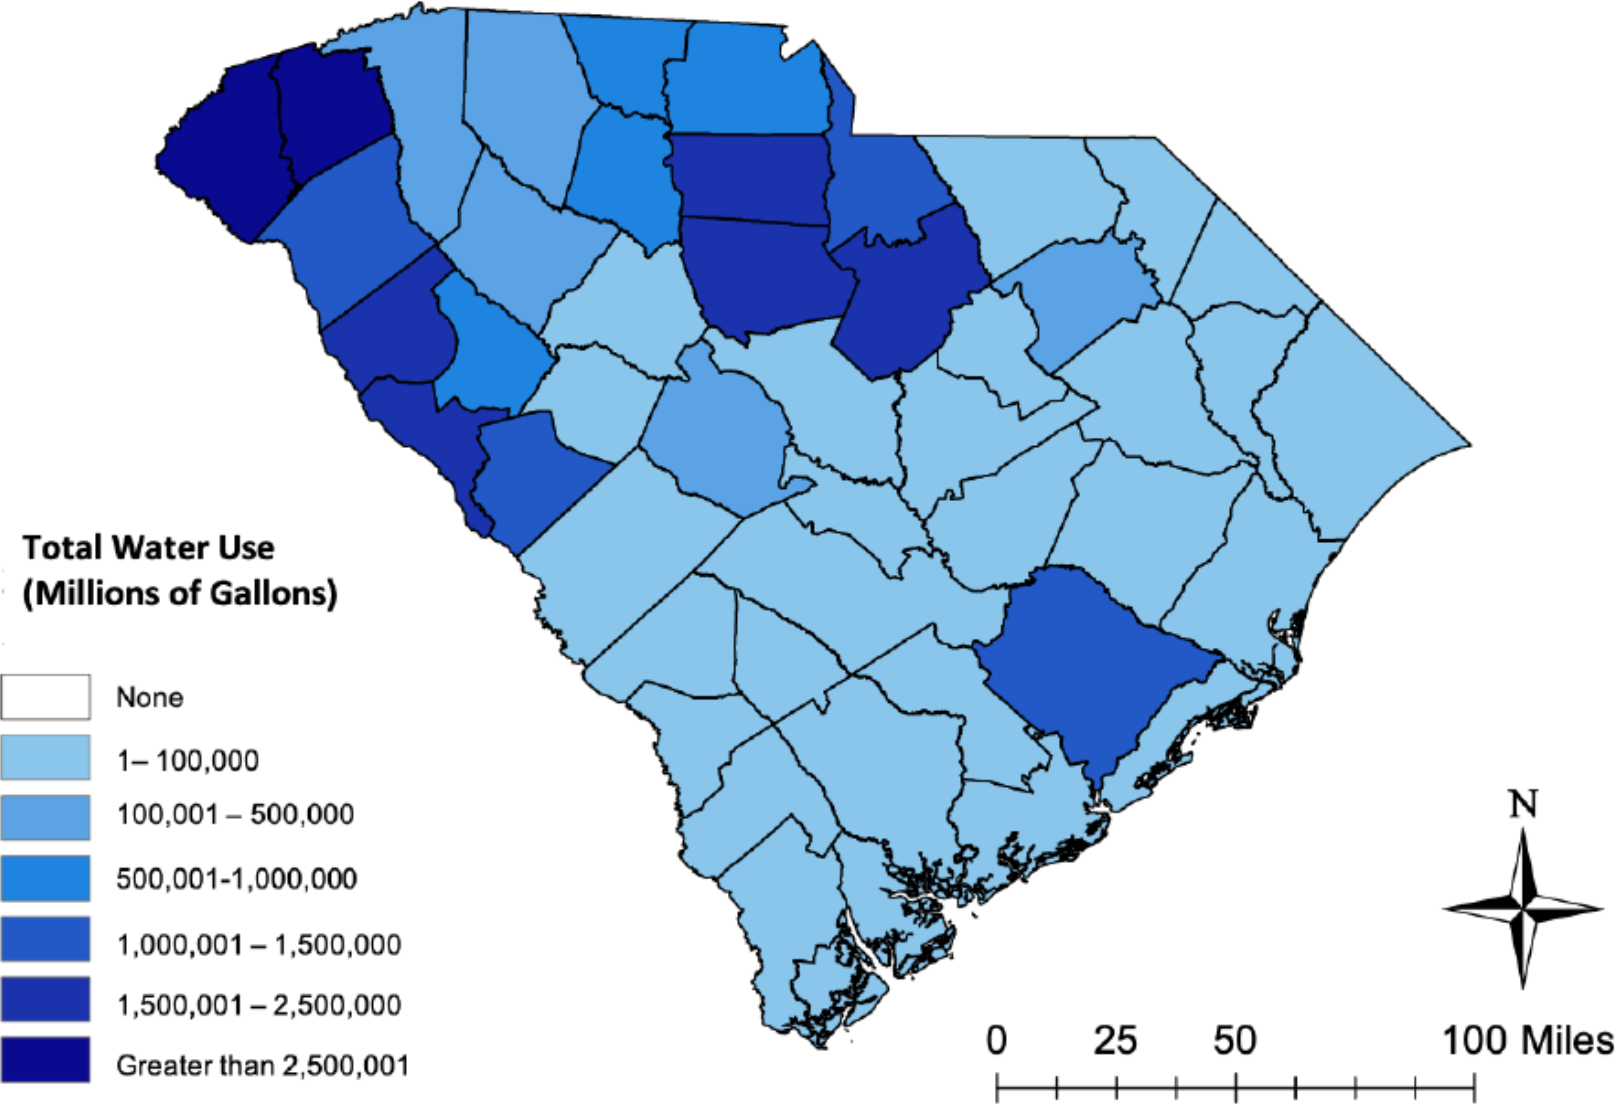 Total Water Use
(Millions of Gallons)
None
1– 100,000
100,001 – 500,000
500,001-1,000,000
1,000,001 – 1,500,000
1,500,001 – 2,500,000
Greater than 2,500,001
N
0 25 50 100 Miles